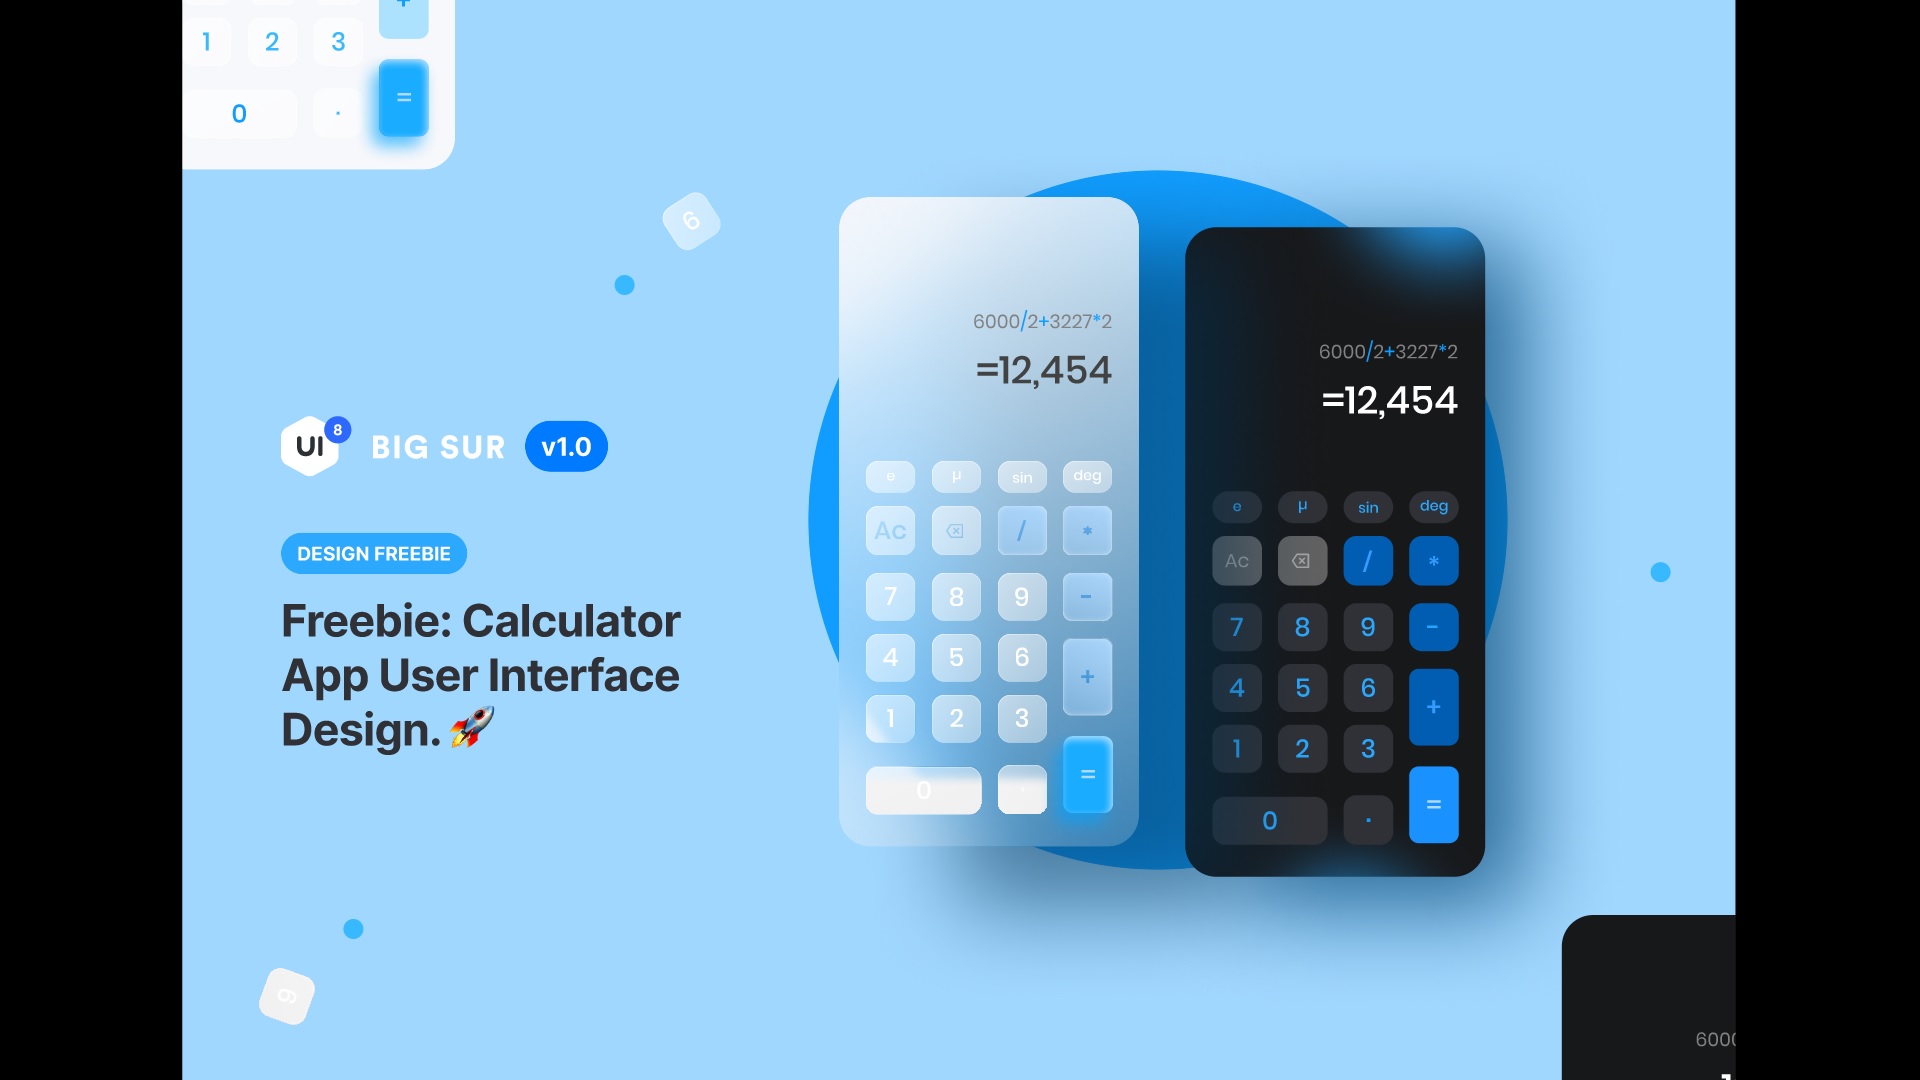 +
1 2 3
=
0 ·
6
6000/2+3227*2
=12,454
e µ sin deg
Ac / *
7 8 9 -
4 5 6 +
1 2 3
=
0 ·
6000/2+3227*2
=12,454
e µ sin deg
Ac / *
7 8 9 -
4 5 6 +
1 2 3
=
0 ·
UI 8 BIG SUR v1.0
DESIGN FREEBIE
Freebie: Calculator
App User Interface
Design. 🚀
9
6000